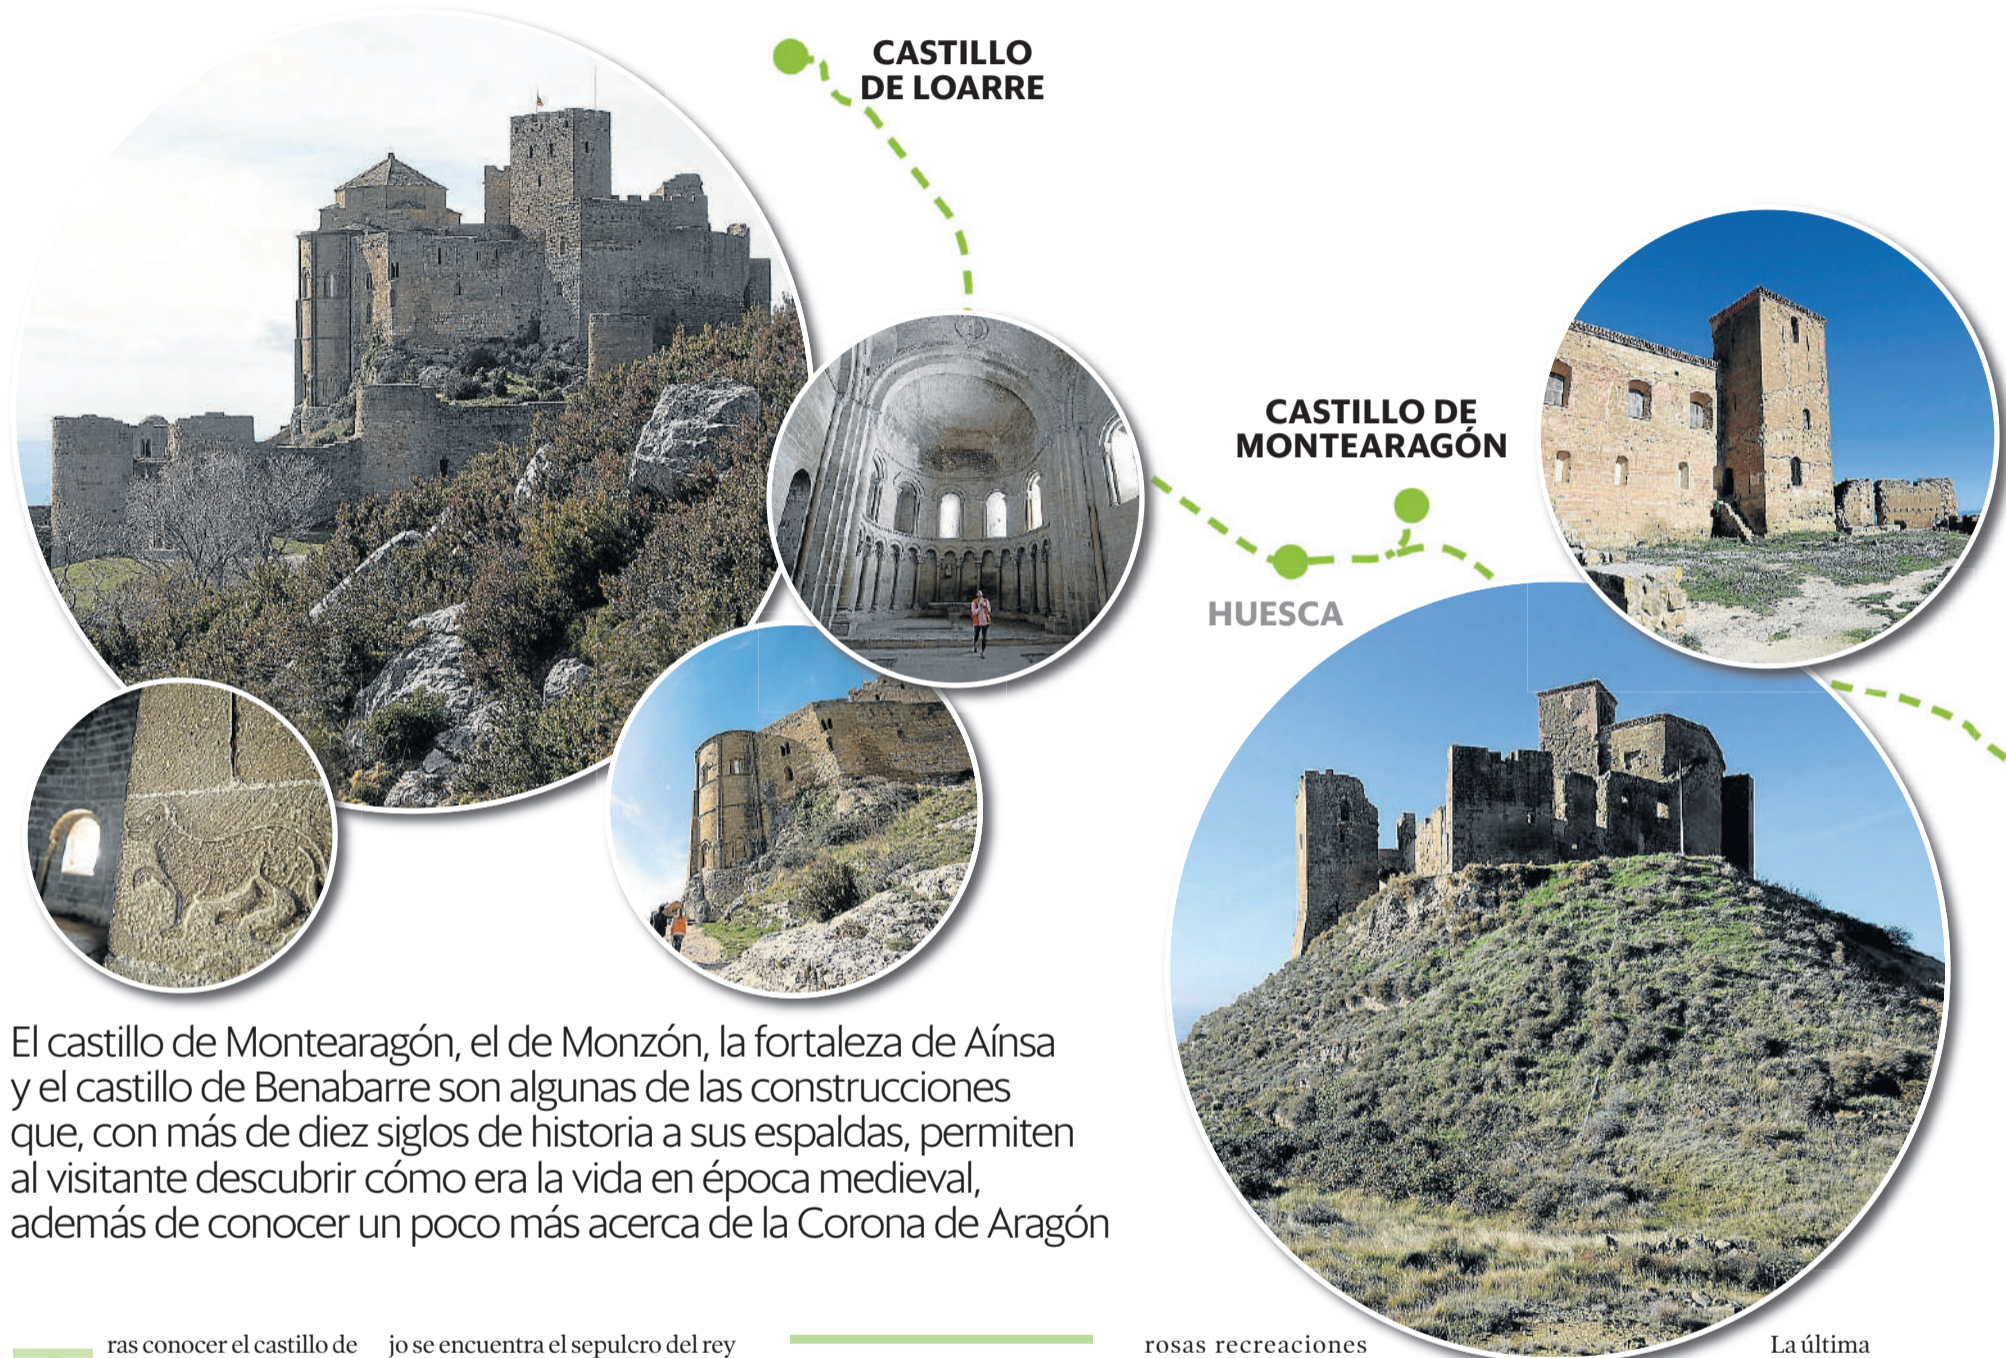 CASTILLO
DE LOARRE
CASTILLO DE
MONTEARAGÓN
HUESCA
El castillo de Montearagón, el de Monzón, la fortaleza de Aínsa
y el castillo de Benabarre son algunas de las construcciones
que, con más de diez siglos de historia a sus espaldas, permiten
al visitante descubrir cómo era la vida en época medieval,
además de conocer un poco más acerca de la Corona de Aragón
ras conocer el castillo de
jo se encuentra el sepulcro del rey
rosas recreaciones
La última